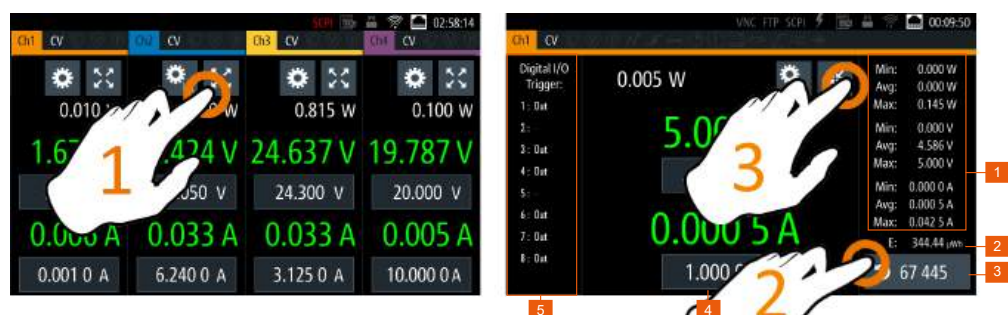 SCPI 02:58:14
Ch1 CV Ch2 CV Ch3 CV Ch4 CV
0.010 W 0.815 W 0.100 W
24.637 V 19.787 V
24.300 V 20.000 V
0.033 A 0.033 A 0.005 A
0.001 0 A 6.240 0 A 3.125 0 A 10.000 0 A
1
VNC FTP SCPI 00:09:50
Ch1 CV
Digital I/O
Trigger:
1: Out
2: -
3: Out
4: Out
5: -
6: Out
7: Out
8: Out
5
0.005 W
0.000 5 A
4
3
2
Min: 0.000 W
Avg: 0.000 W
Max: 0.145 W
Min: 0.000 V
Avg: 4.586 V
Max: 5.000 V
Min: 0.000 0 A
Avg: 0.000 5 A
Max: 0.042 5 A
1
E: 344.44 µWh
2
67 445
3